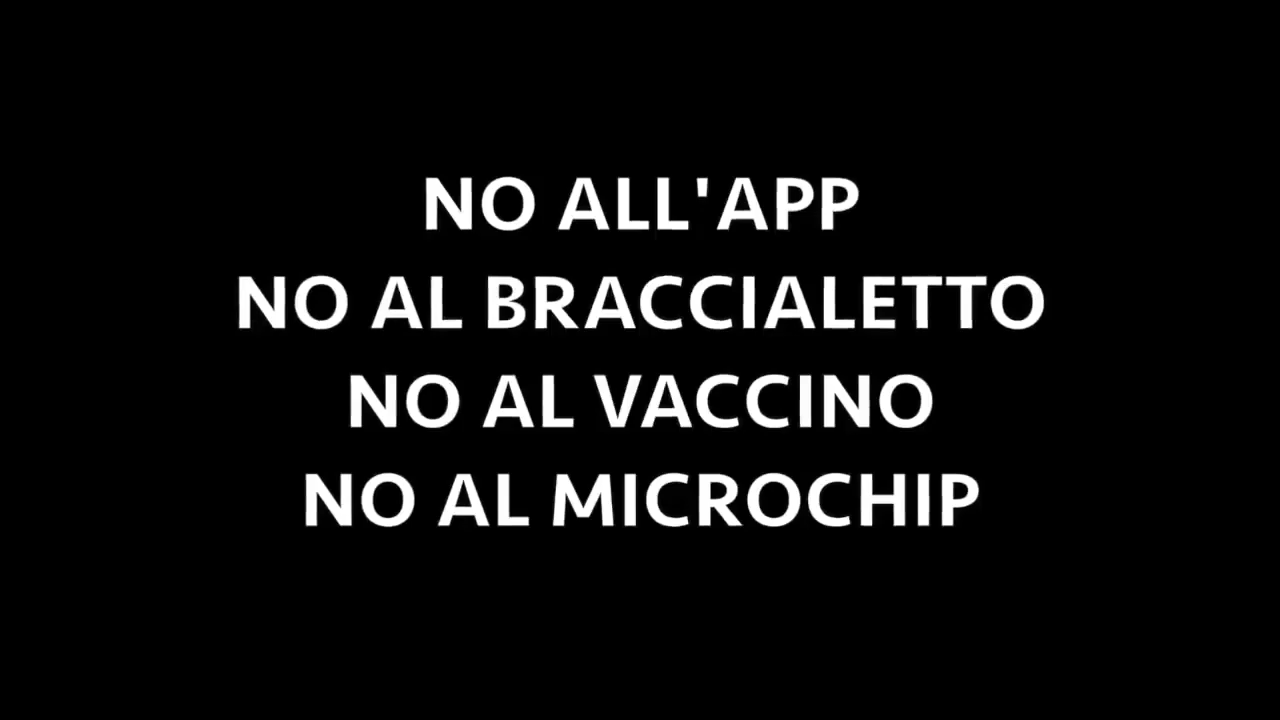 NO ALL'APP
NO AL BRACCIALETTO
NO AL VACCINO
NO AL MICROCHIP